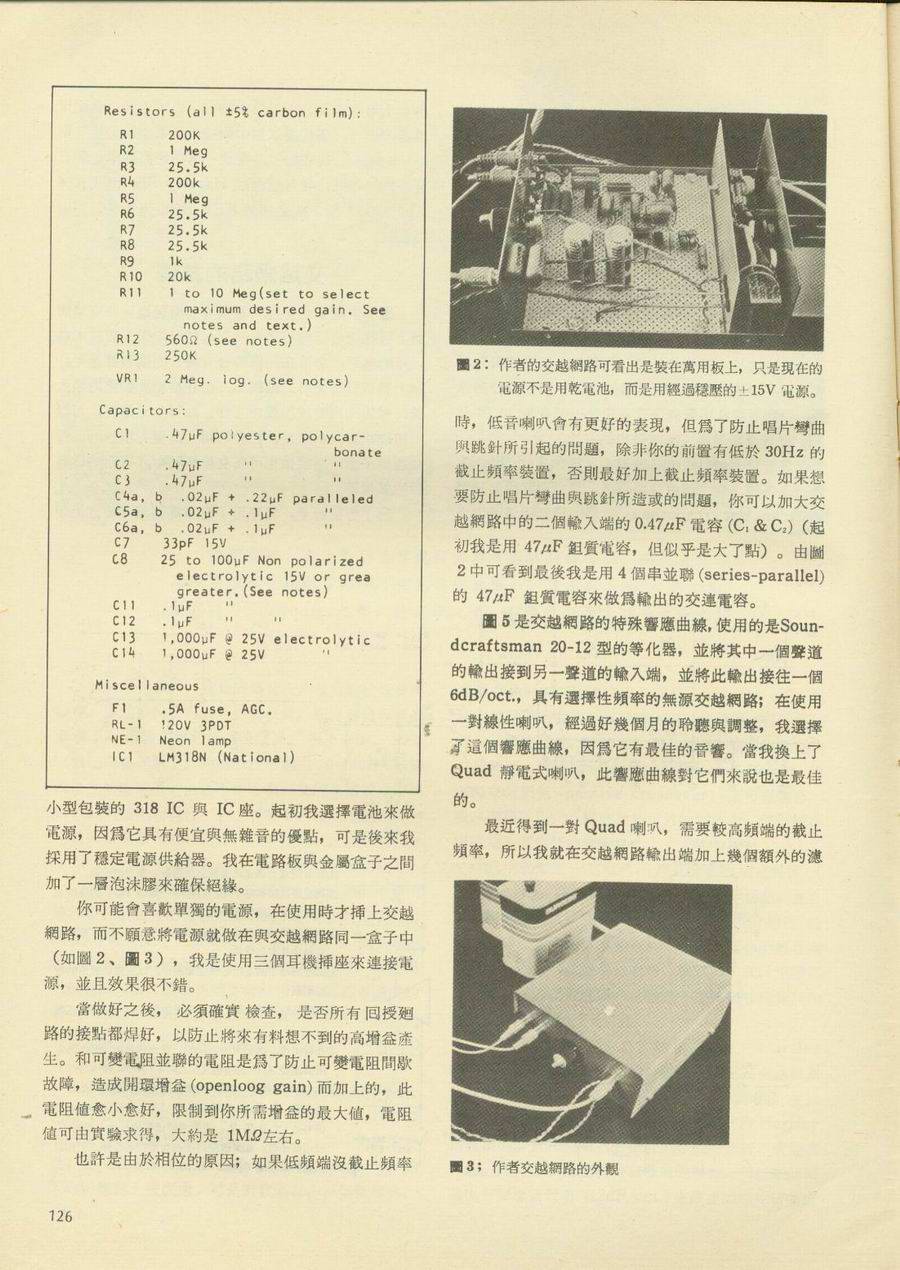 Resistors (all ±5% carbon film):
R1 200K
R2 1 Meg
R3 25.5k
R4 200k
R5 1 Meg
R6 25.5k
R7 25.5k
R8 25.5k
R9 1k
R10 20k
R11 1 to 10 Meg(set to select
maximum desired gain. See
notes and text.)
R12 560Ω (see notes)
R13 250K
VR1 2 Meg. log. (see notes)
Capacitors:
C1 .47µF polyester, polycar-
bonate
C2 .47µF " "
C3 .47µF " "
C4a, b .02µF + .22µF paralleled
C5a, b .02µF + .1µF "
C6a, b .02µF + .1µF "
C7 33pF 15V
C8 25 to 100µF Non polarized
electrolytic 15V or grea
greater.(See notes)
C11 .1µF "
C12 .1µF " "
C13 1,000µF @ 25V electrolytic
C14 1,000µF @ 25V "
Miscellaneous
F1 .5A fuse, AGC.
RL-1 120V 3PDT
NE-1 Neon lamp
IC1 LM318N (National)
小型包裝的 318 IC 與 IC座。起初我選擇電池來做
電源，因爲它具有便宜與無雜音的優點，可是後來我
採用了穩定電源供給器。我在電路板與金屬盒子之間
加了一層泡沫膠來確保絕緣。
你可能會喜歡單獨的電源，在使用時才挿上交越
網路，而不願意將電源就做在與交越網路同一盒子中
（如圖2、圖3），我是使用三個耳機挿座來連接電
源，並且效果很不錯。
當做好之後，必須確實檢查，是否所有回授廻
路的接點都焊好，以防止將來有料想不到的高增益產
生。和可變電阻並聯的電阻是爲了防止可變電阻間歇
故障，造成開環增益(openloog gain)而加上的，此
電阻值愈小愈好，限制到你所需增益的最大值，電阻
值可由實驗求得，大約是 1MΩ左右。
也許是由於相位的原因；如果低頻端沒截止頻率
圖2：作者的交越網路可看出是裝在萬用板上，只是現在的
電源不是用乾電池，而是用經過穩壓的±15V 電源。
時，低音喇叭會有更好的表現，但爲了防止唱片彎曲
與跳針所引起的問題，除非你的前置有低於 30Hz 的
截止頻率裝置，否則最好加上截止頻率裝置。如果想
要防止唱片彎曲與跳針所造或的問題，你可以加大交
越網路中的二個輸入端的 0.47µF 電容 (C₁ & C₂)（起
初我是用 47µF 鉭質電容，但似乎是大了點）。由圖
2中可看到最後我是用 4 個串並聯 (series-parallel)
的 47µF 鉭質電容來做爲輸出的交連電容。
圖5是交越網路的特殊響應曲線，使用的是Soun-
dcraftsman 20-12 型的等化器，並將其中一個聲道
的輸出接到另一聲道的輸入端，並將此輸出接往一個
6dB/oct.，具有選擇性頻率的無源交越網路；在使用
一對線性喇叭，經過好幾個月的聆聽與調整，我選擇
了這個響應曲線，因爲它有最佳的音響。當我換上了
Quad 靜電式喇叭，此響應曲線對它們來說也是最佳
的。
最近得到一對 Quad 喇叭，需要較高頻端的截止
頻率，所以我就在交越網路輸出端加上幾個額外的濾
圖3；作者交越網路的外觀
126